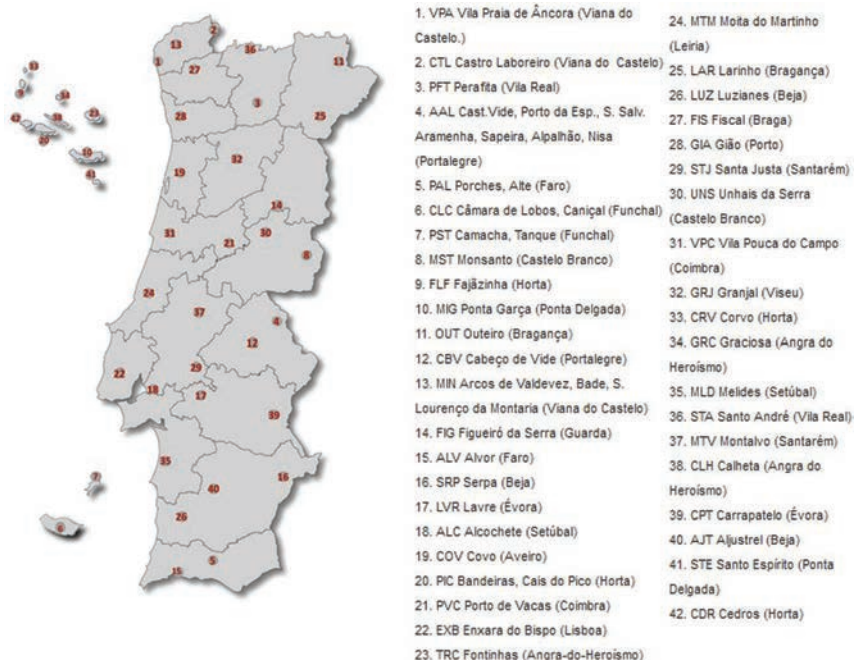 2
13
36
11
1
27
33
9
34
23
3
25
28
42
38
20
10
32
19
41
14
31
21
30
8
24
37
4
12
22
29
18
17
39
35
16
7
40
26
6
5
15
1. VPA Vila Praia de Âncora (Viana do
Castelo.)
2. CTL Castro Laboreiro (Viana do Castelo)
3. PFT Perafita (Vila Real)
4. AAL Cast.Vide, Porto da Esp., S. Salv.
Aramenha, Sapeira, Alpalhão, Nisa
(Portalegre)
5. PAL Porches, Alte (Faro)
6. CLC Câmara de Lobos, Caniçal (Funchal)
7. PST Camacha, Tanque (Funchal)
8. MST Monsanto (Castelo Branco)
9. FLF Fajãzinha (Horta)
10. MIG Ponta Garça (Ponta Delgada)
11. OUT Outeiro (Bragança)
12. CBV Cabeço de Vide (Portalegre)
13. MIN Arcos de Valdevez, Bade, S.
Lourenço da Montaria (Viana do Castelo)
14. FIG Figueiró da Serra (Guarda)
15. ALV Alvor (Faro)
16. SRP Serpa (Beja)
17. LVR Lavre (Évora)
18. ALC Alcochete (Setúbal)
19. COV Covo (Aveiro)
20. PIC Bandeiras, Cais do Pico (Horta)
21. PVC Porto de Vacas (Coimbra)
22. EXB Enxara do Bispo (Lisboa)
23. TRC Fontinhas (Angra-do-Heroísmo)
24. MTM Moita do Martinho
(Leiria)
25. LAR Larinho (Bragança)
26. LUZ Luzianes (Beja)
27. FIS Fiscal (Braga)
28. GIA Gião (Porto)
29. STJ Santa Justa (Santarém)
30. UNS Unhais da Serra
(Castelo Branco)
31. VPC Vila Pouca do Campo
(Coimbra)
32. GRJ Granjal (Viseu)
33. CRV Corvo (Horta)
34. GRC Graciosa (Angra do
Heroísmo)
35. MLD Melides (Setúbal)
36. STA Santo André (Vila Real)
37. MTV Montalvo (Santarém)
38. CLH Calheta (Angra do
Heroísmo)
39. CPT Carrapatelo (Évora)
40. AJT Aljustrel (Beja)
41. STE Santo Espírito (Ponta
Delgada)
42. CDR Cedros (Horta)